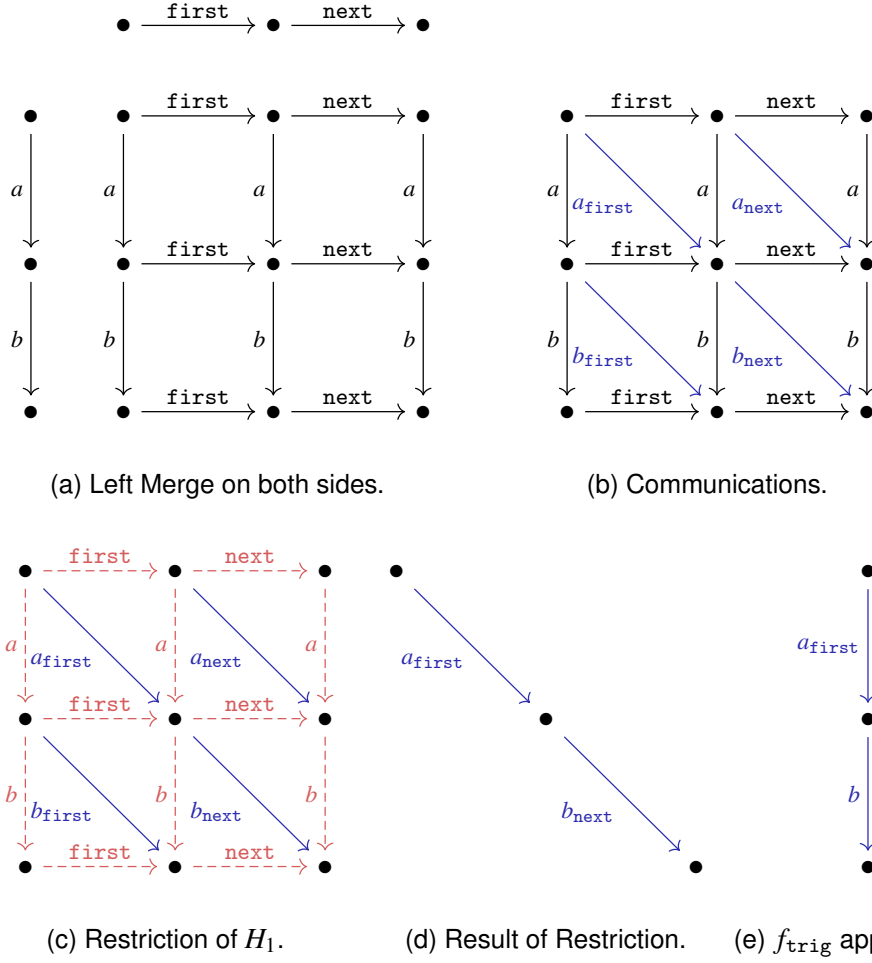 first next
first next first next
a a a a a a a
a_first a_next
first next first next
b b b b b b b
b_first b_next
first next first next
(a) Left Merge on both sides. (b) Communications.
first next
a a a a_first a_next a_first a_first
first next
b b b b_first b_next b_next b
first next
(c) Restriction of H₁. (d) Result of Restriction. (e) f_trig app